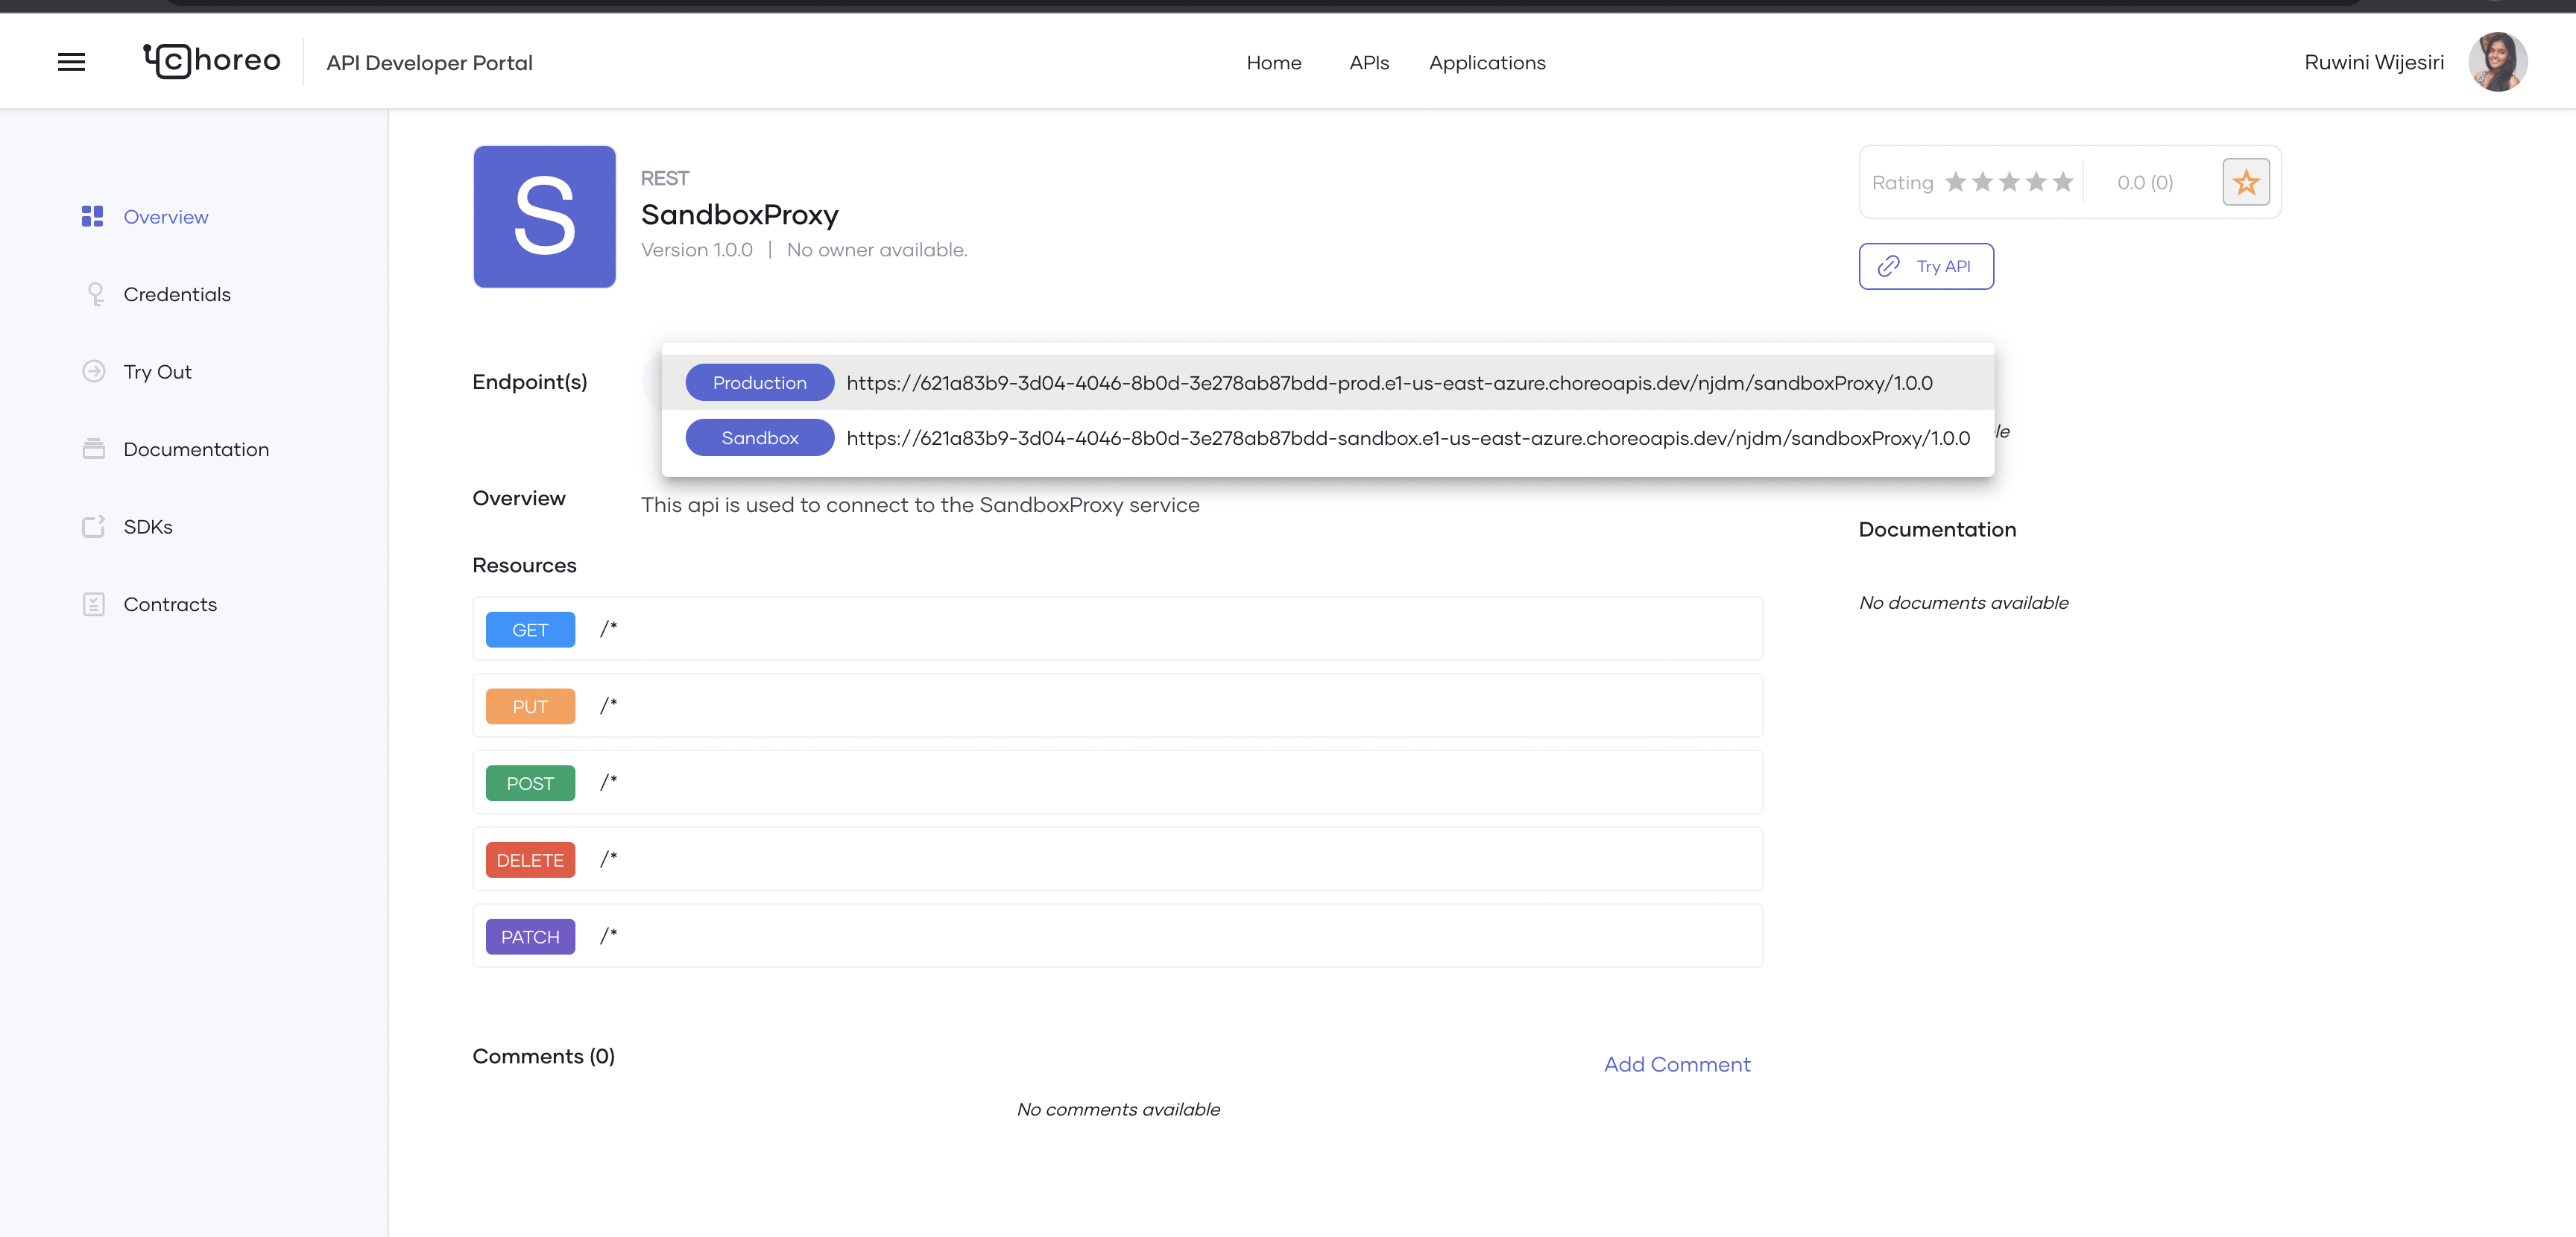 choreo
API Developer Portal
Home
APIs
Applications
Ruwini Wijesiri
Overview
Credentials
Try Out
Documentation
SDKs
Contracts
S
REST
SandboxProxy
Version 1.0.0 | No owner available.
Rating
0.0 (0)
Try API
Endpoint(s)
Production https://621a83b9-3d04-4046-8b0d-3e278ab87bdd-prod.e1-us-east-azure.choreoapis.dev/njdm/sandboxProxy/1.0.0
Sandbox https://621a83b9-3d04-4046-8b0d-3e278ab87bdd-sandbox.e1-us-east-azure.choreoapis.dev/njdm/sandboxProxy/1.0.0
Overview
This api is used to connect to the SandboxProxy service
Resources
GET /*
PUT /*
POST /*
DELETE /*
PATCH /*
Comments (0)
Add Comment
No comments available
Documentation
No documents available